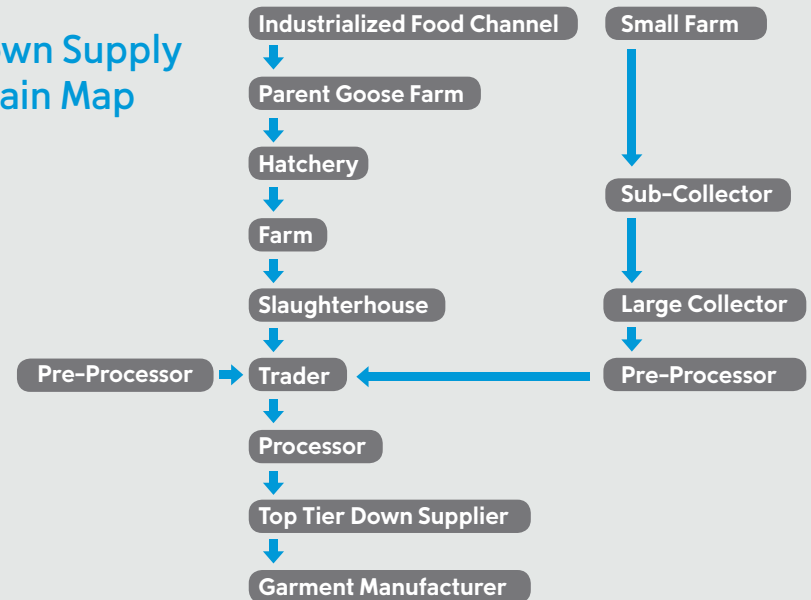 own Supply
ain Map
Industrialized Food Channel
Parent Goose Farm
Hatchery
Farm
Slaughterhouse
Pre-Processor
Trader
Processor
Top Tier Down Supplier
Garment Manufacturer
Small Farm
Sub-Collector
Large Collector
Pre-Processor